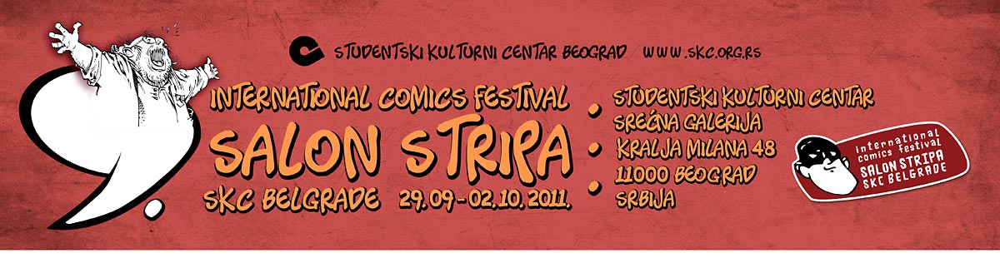 STUDENTSKI KULTURNI CENTAR BEOGRAD WWW.SKC.ORG.RS
INTERNATIONAL COMICS FESTIVAL
SALON STRIPA
SKC BELGRADE 29.09-02.10.2011.
STUDENTSKI KULTURNI CENTAR
SREĆNA GALERIJA
KRALJA MILANA 48
11000 BEOGRAD
SRBIJA
international
comics festival
SALON STRIPA
SKC BELGRADE